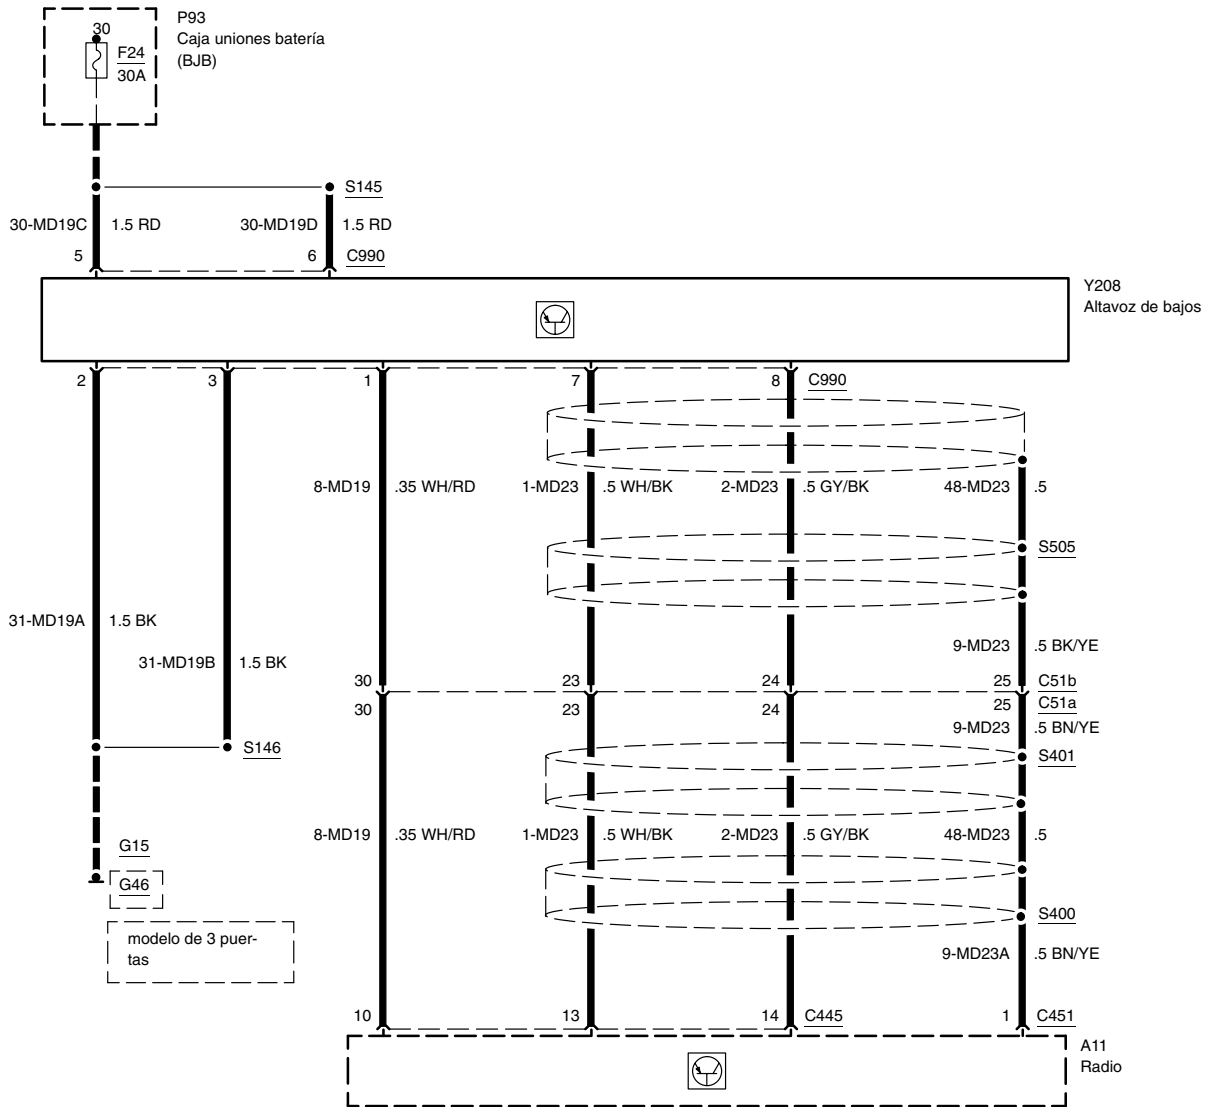 P93
30
Caja uniones batería
F24
(BJB)
30A
S145
30-MD19C 1.5 RD 30-MD19D 1.5 RD
5 6 C990
Y208
Altavoz de bajos
2 3 1 7 8 C990
8-MD19 .35 WH/RD 1-MD23 .5 WH/BK 2-MD23 .5 GY/BK 48-MD23 .5
S505
31-MD19A 1.5 BK
9-MD23 .5 BK/YE
31-MD19B 1.5 BK
30 23 24 25 C51b
30 23 24 25 C51a
9-MD23 .5 BN/YE
S146
S401
8-MD19 .35 WH/RD 1-MD23 .5 WH/BK 2-MD23 .5 GY/BK 48-MD23 .5
G15
G46
S400
modelo de 3 puer-
tas
9-MD23A .5 BN/YE
10 13 14 C445 1 C451
A11
Radio